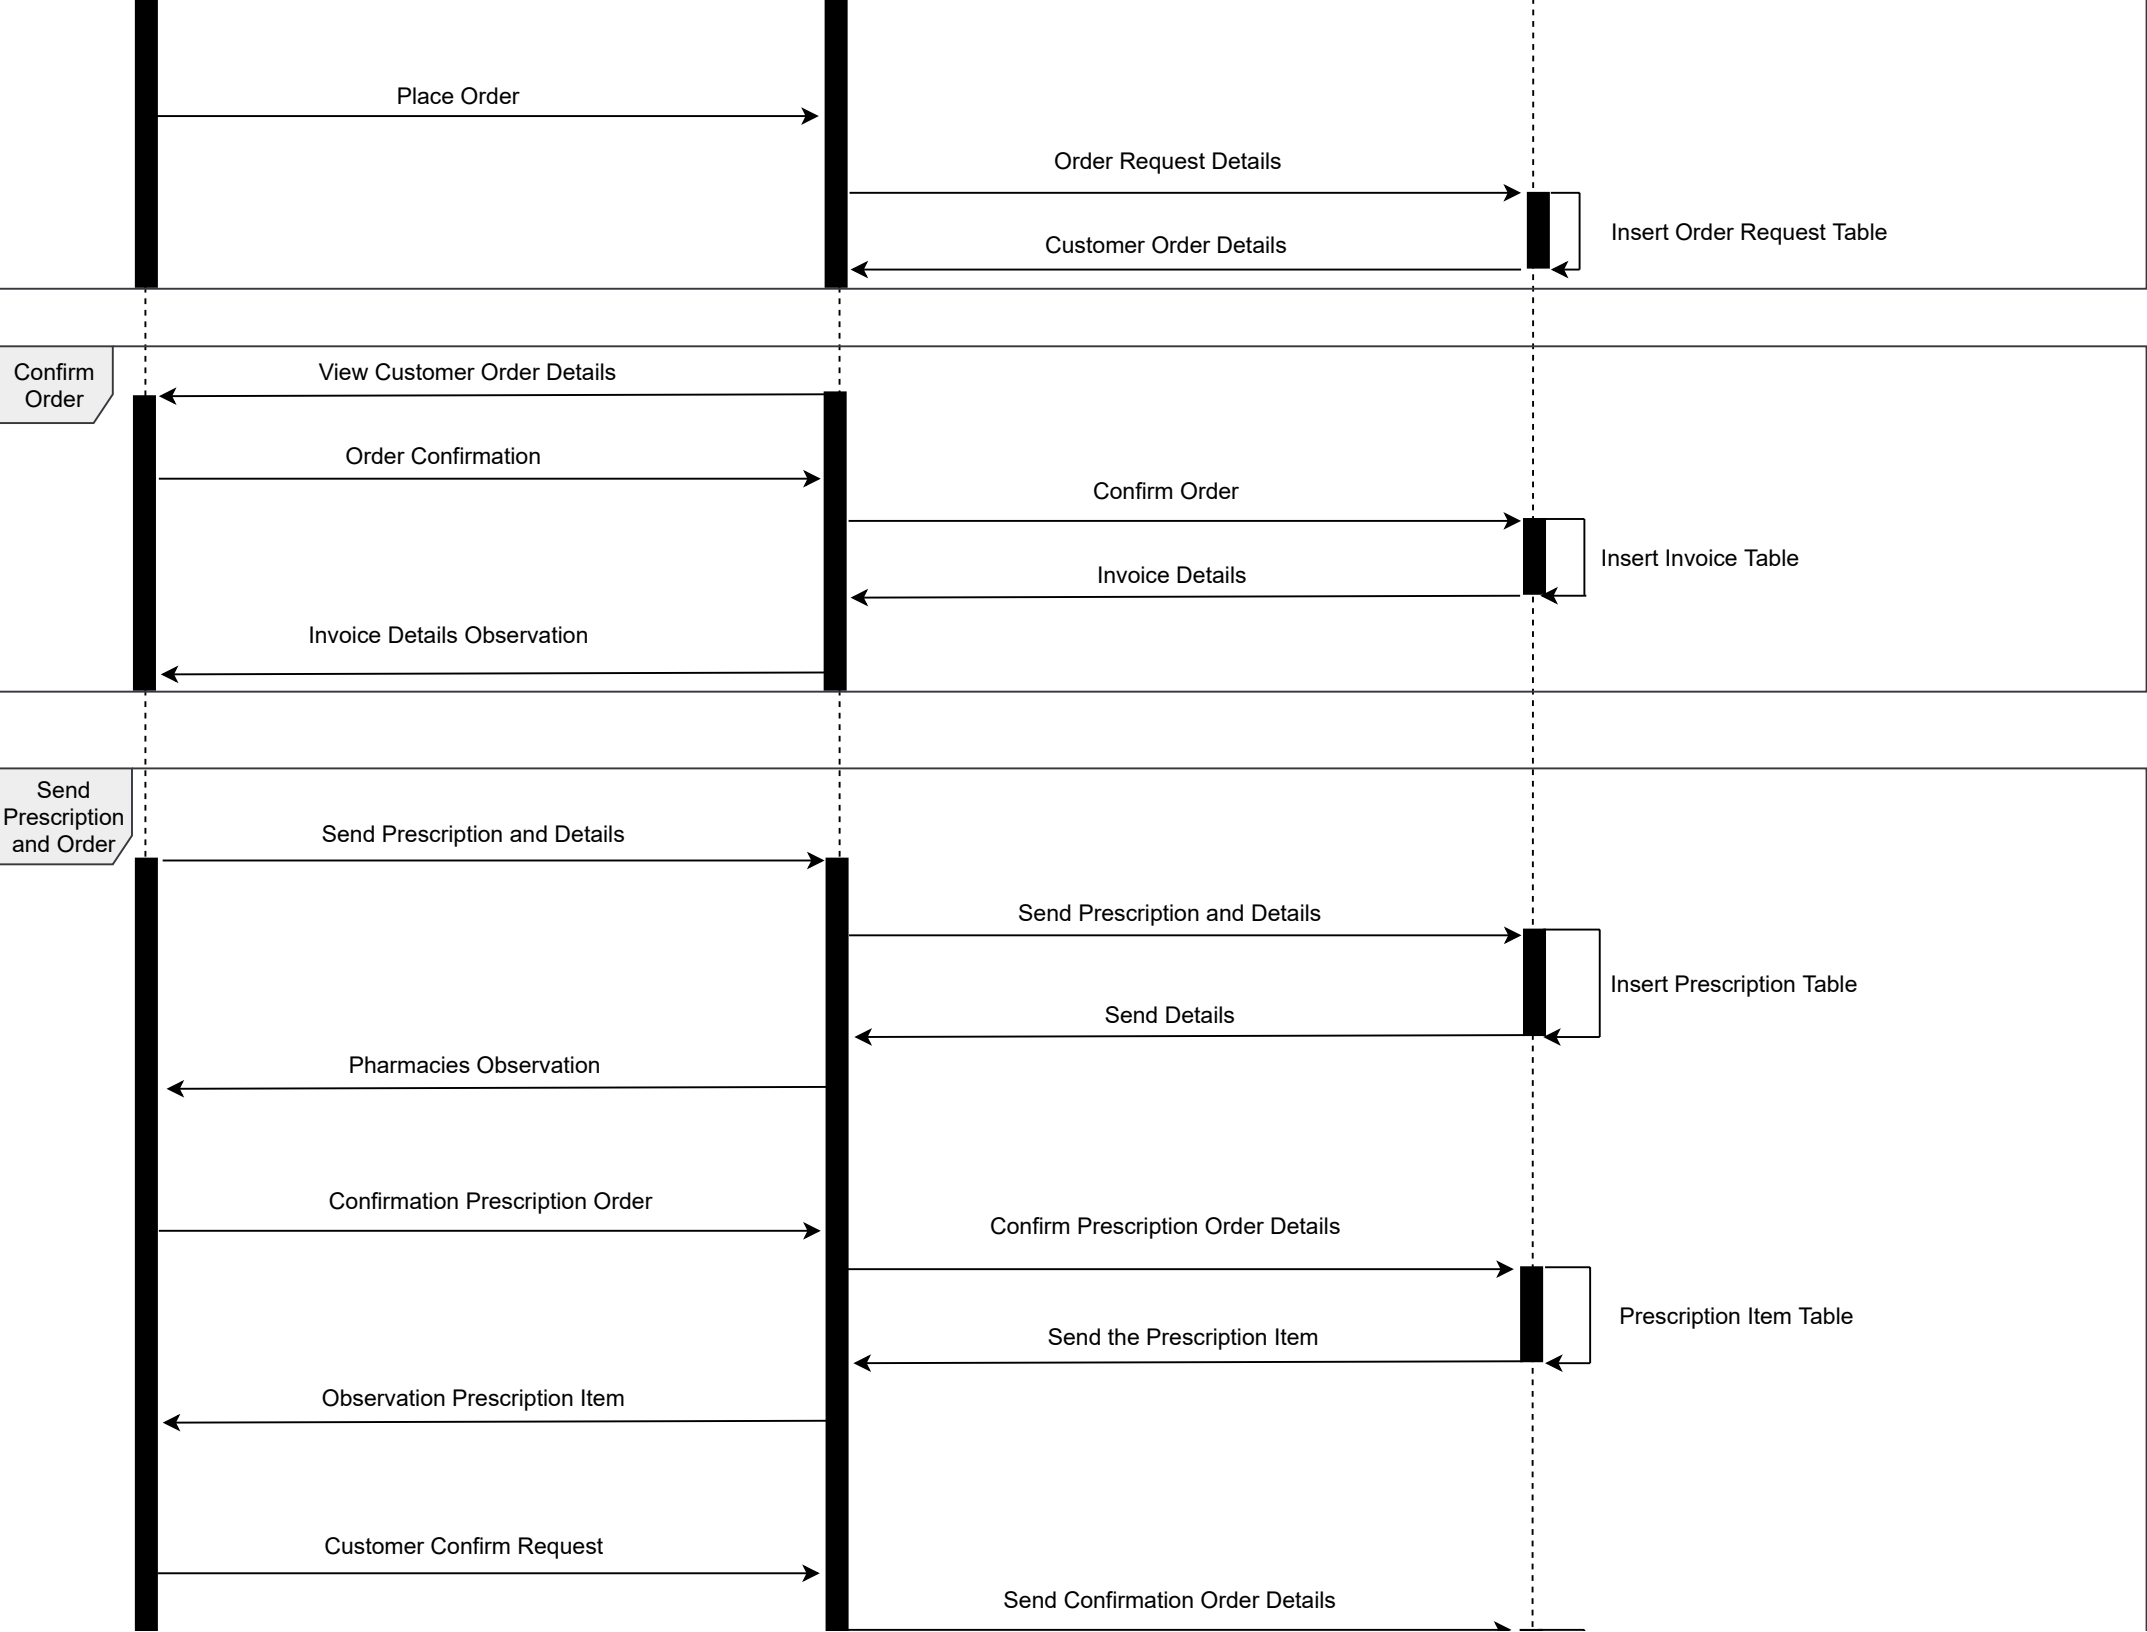 Place Order
Order Request Details
Insert Order Request Table
Customer Order Details
Confirm
Order
View Customer Order Details
Order Confirmation
Confirm Order
Insert Invoice Table
Invoice Details
Invoice Details Observation
Send
Prescription
and Order
Send Prescription and Details
Send Prescription and Details
Insert Prescription Table
Send Details
Pharmacies Observation
Confirmation Prescription Order
Confirm Prescription Order Details
Prescription Item Table
Send the Prescription Item
Observation Prescription Item
Customer Confirm Request
Send Confirmation Order Details